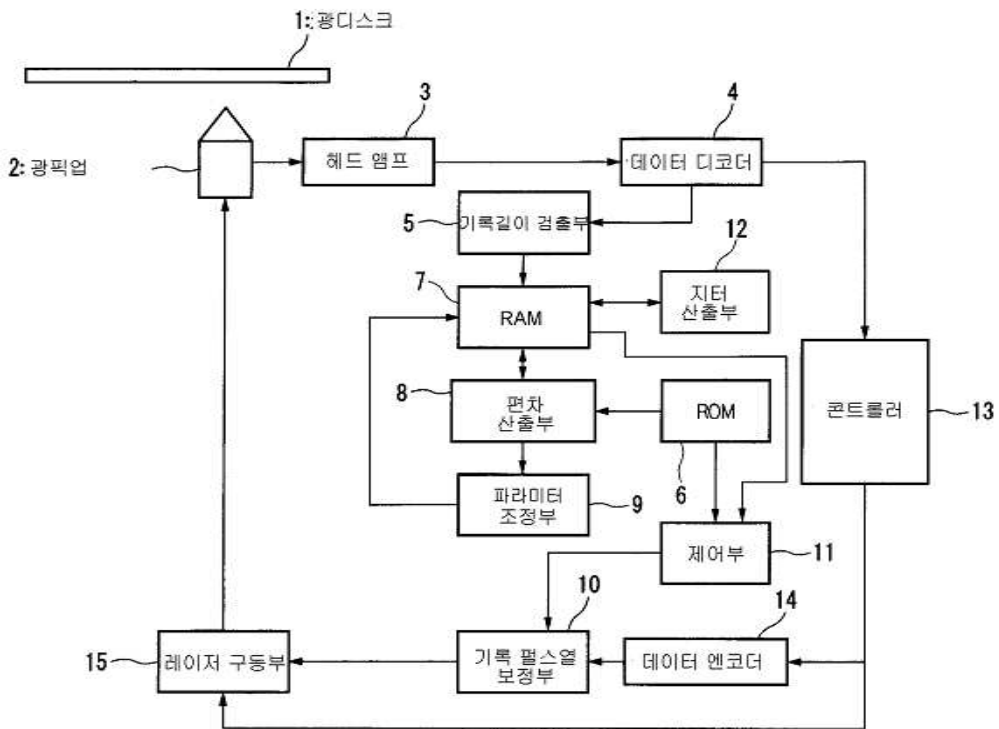 1: 광디스크
3
4
헤드 앰프
데이터 디코더
2: 광픽업
5
기록길이 검출부
12
7
RAM
지터
산출부
8
편차
산출부
ROM
콘트롤러
13
6
파라미터
조정부
9
제어부
11
10
14
15
레이저 구동부
기록 펄스열
보정부
데이터 엔코더